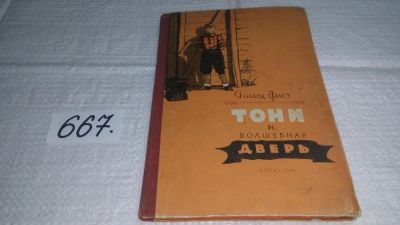 667.
Говард Фаст
ТОНИ
и
ВОЛШЕБНАЯ
ДВЕРЬ